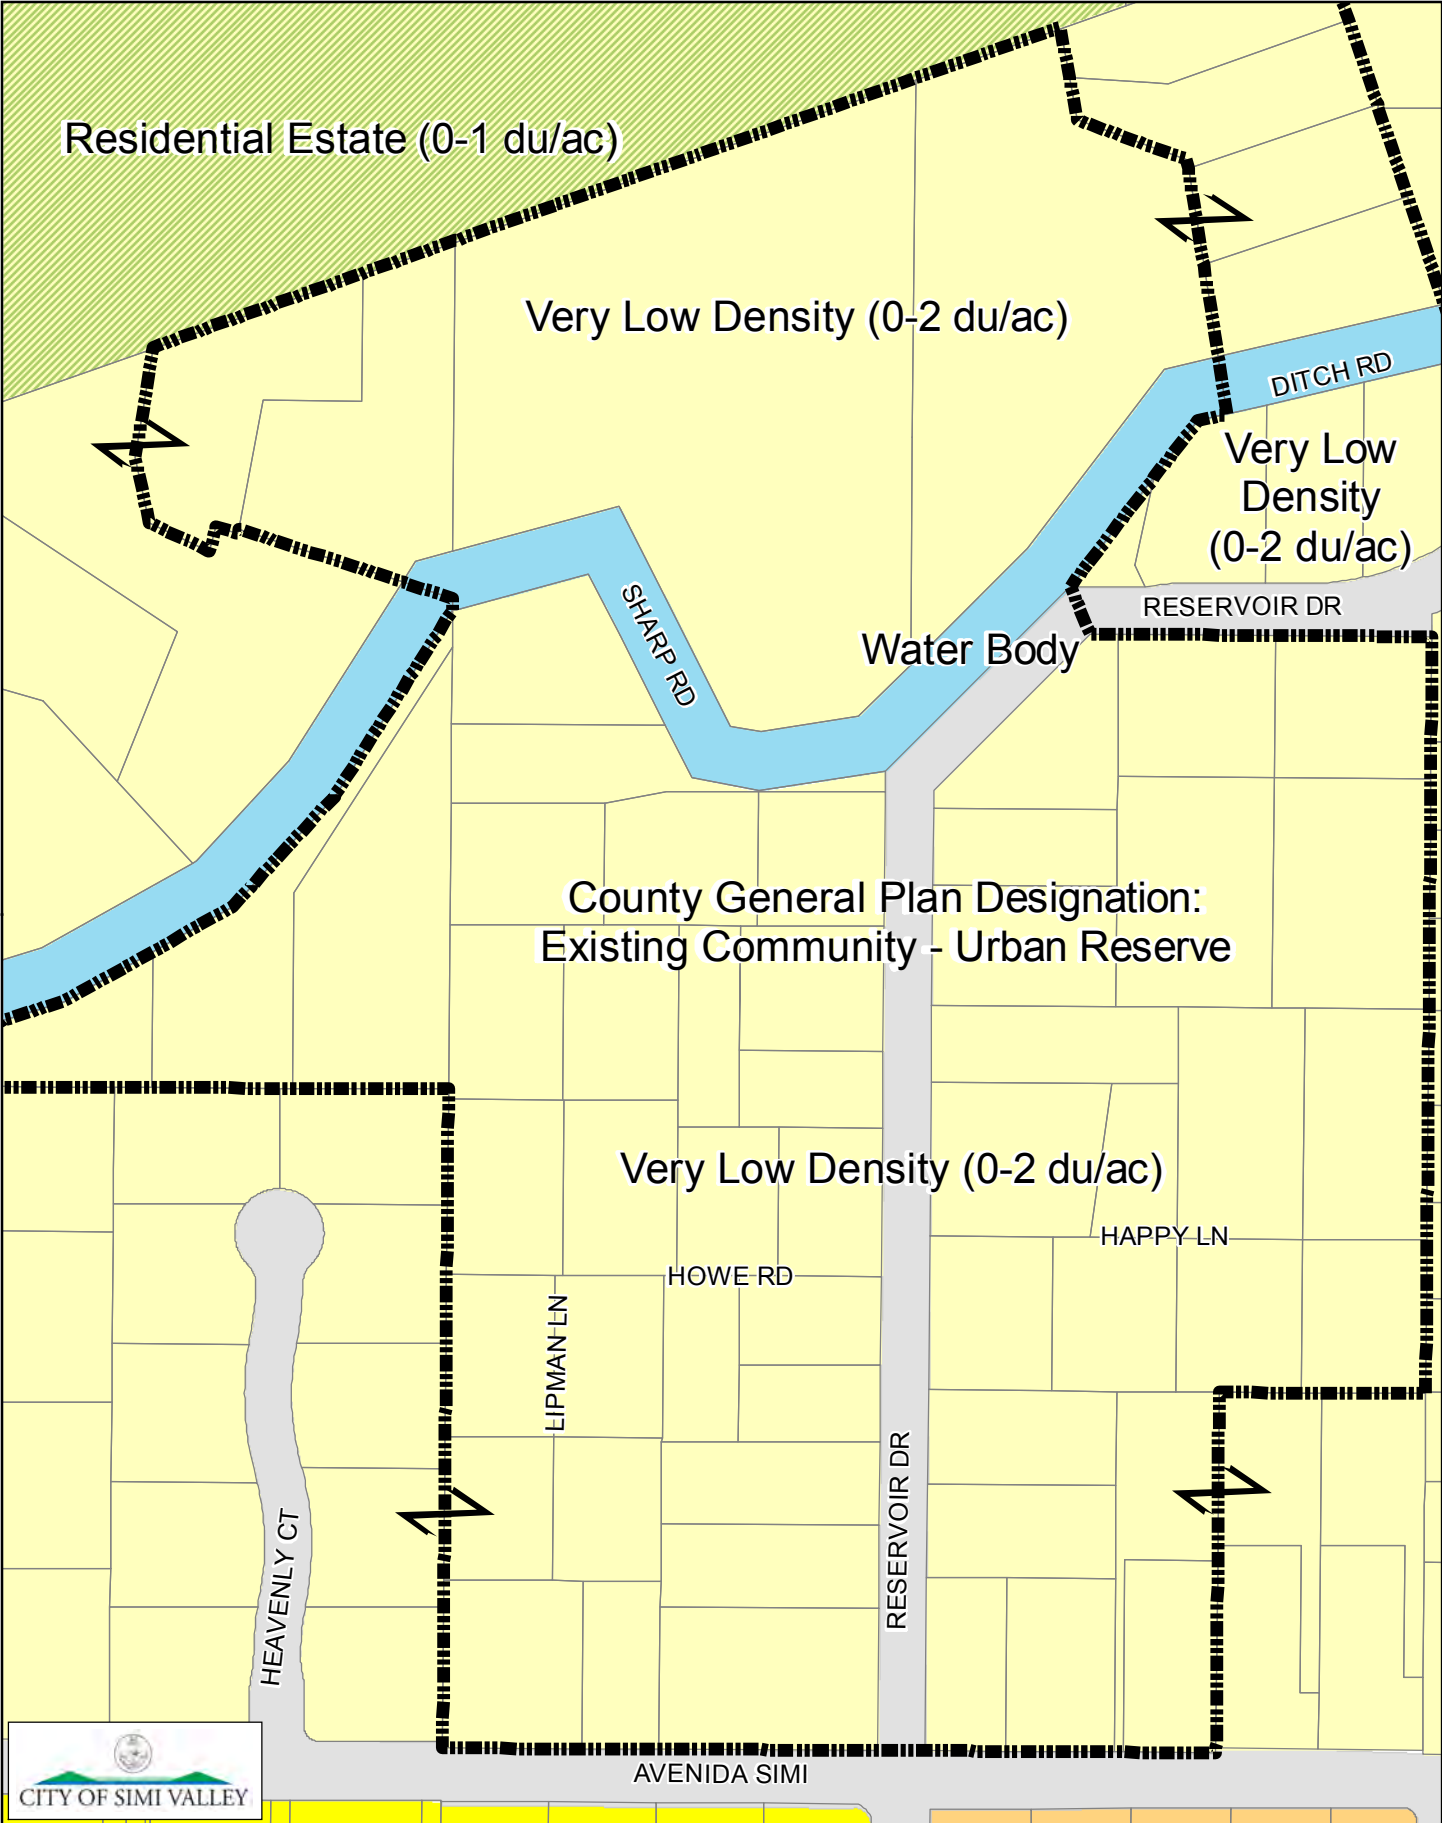 Residential Estate (0-1 du/ac)
Very Low Density (0-2 du/ac)
DITCH RD
Very Low
Density
(0-2 du/ac)
RESERVOIR DR
SHARP RD
Water Body
County General Plan Designation:
Existing Community - Urban Reserve
Very Low Density (0-2 du/ac)
HAPPY LN
HOWE RD
LIPMAN LN
RESERVOIR DR
HEAVENLY CT
AVENIDA SIMI
CITY OF SIMI VALLEY